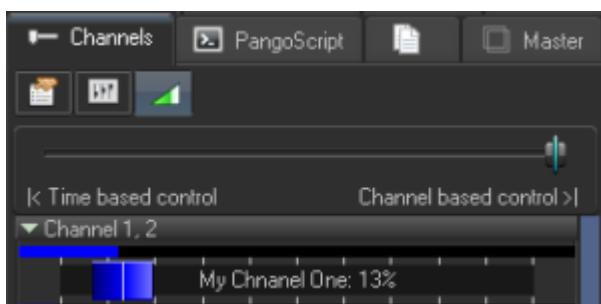 Channels PangoScript Master
|< Time based control Channel based control >|
Channel 1, 2
My Chnanel One: 13%